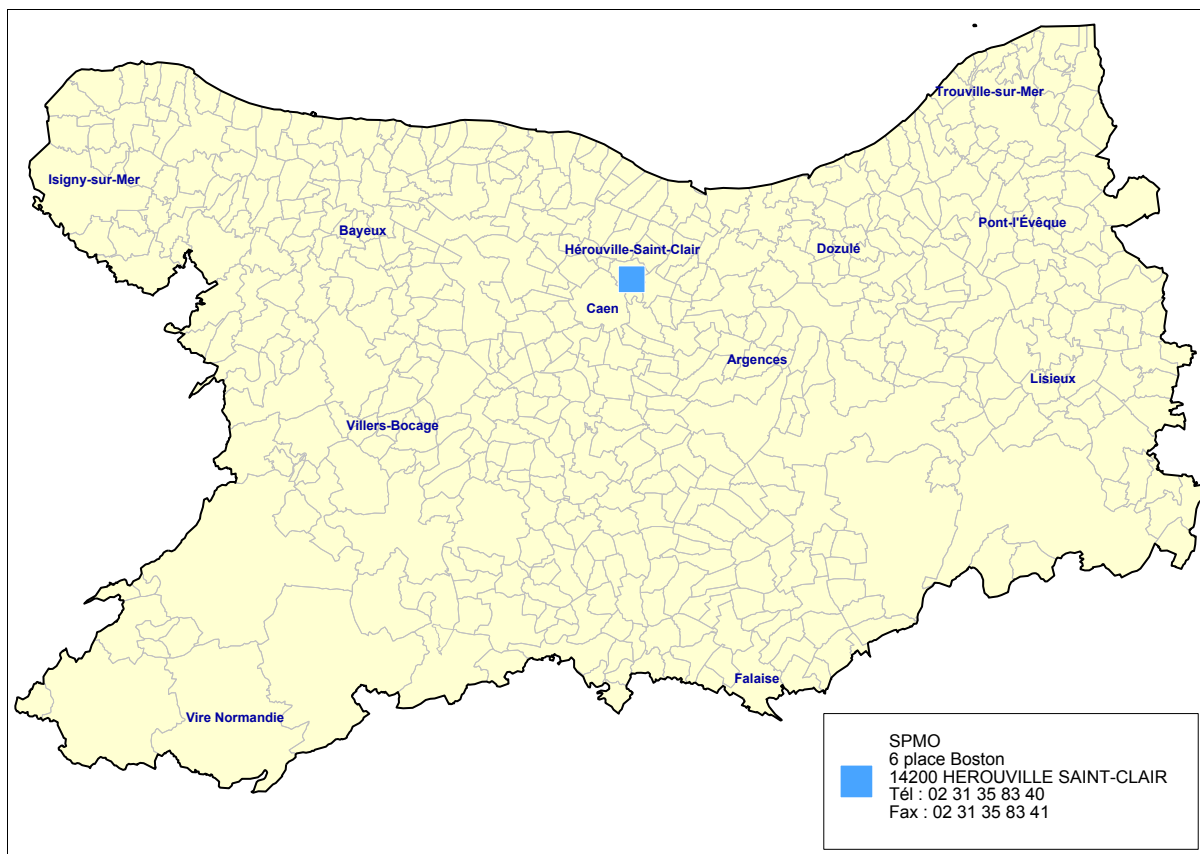 Trouville-sur-Mer
Isigny-sur-Mer
Pont-l'Évêque
Bayeux
Hérouville-Saint-Clair
Dozulé
Caen
Argences
Lisieux
Villers-Bocage
Falaise
Vire Normandie
SPMO
6 place Boston
14200 HEROUVILLE SAINT-CLAIR
Tél : 02 31 35 83 40
Fax : 02 31 35 83 41